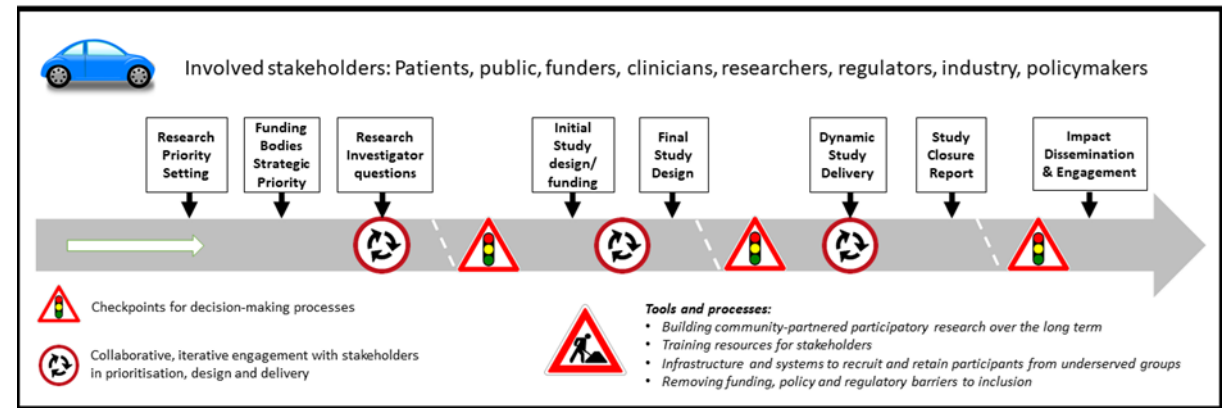 Involved stakeholders: Patients, public, funders, clinicians, researchers, regulators, industry, policymakers
Research
Priority
Setting
Funding
Bodies
Strategic
Priority
Research
Investigator
questions
Initial
Study
design/
funding
Final
Study
Design
Dynamic
Study
Delivery
Study
Closure
Report
Impact
Dissemination
& Engagement
Checkpoints for decision-making processes
Collaborative, iterative engagement with stakeholders
in prioritisation, design and delivery
Tools and processes:
• Building community-partnered participatory research over the long term
• Training resources for stakeholders
• Infrastructure and systems to recruit and retain participants from underserved groups
• Removing funding, policy and regulatory barriers to inclusion